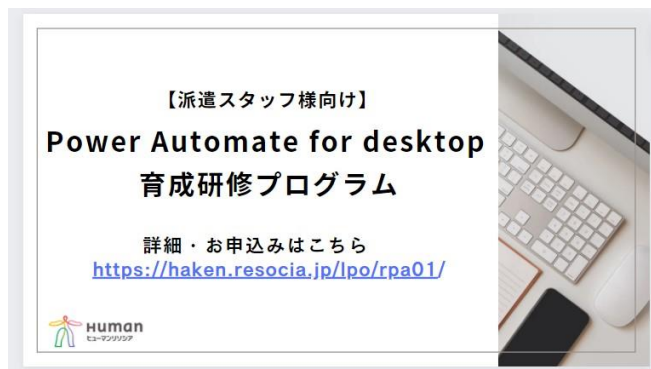 【派遣スタッフ様向け】
Power Automate for desktop
育成研修プログラム
詳細・お申込みはこちら
https://haken.resocia.jp/lpo/rpa01/
Human
ヒューマンリソシア